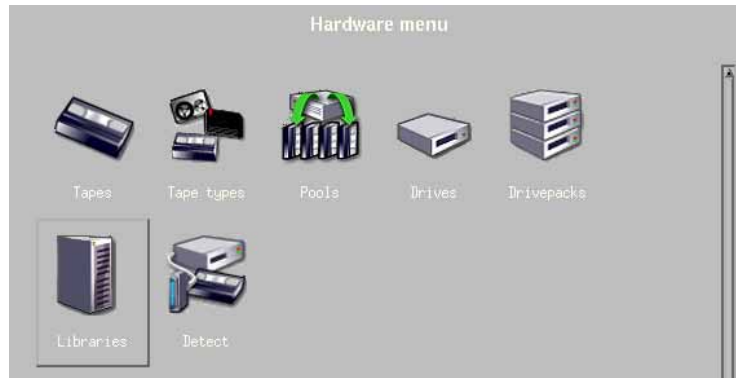 Hardware menu
Tapes
Tape types
Pools
Drives
Drivepacks
Libraries
Detect